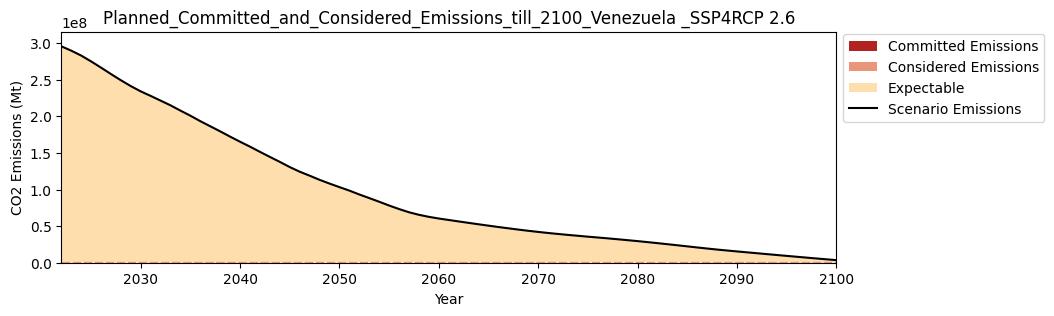 Planned_Committed_and_Considered_Emissions_till_2100_Venezuela _SSP4RCP 2.6
1e8
3.0
2.5
2.0
1.5
1.0
0.5
0.0
CO2 Emissions (Mt)
2030 2040 2050 2060 2070 2080 2090 2100
Year
Committed Emissions
Considered Emissions
Expectable
Scenario Emissions